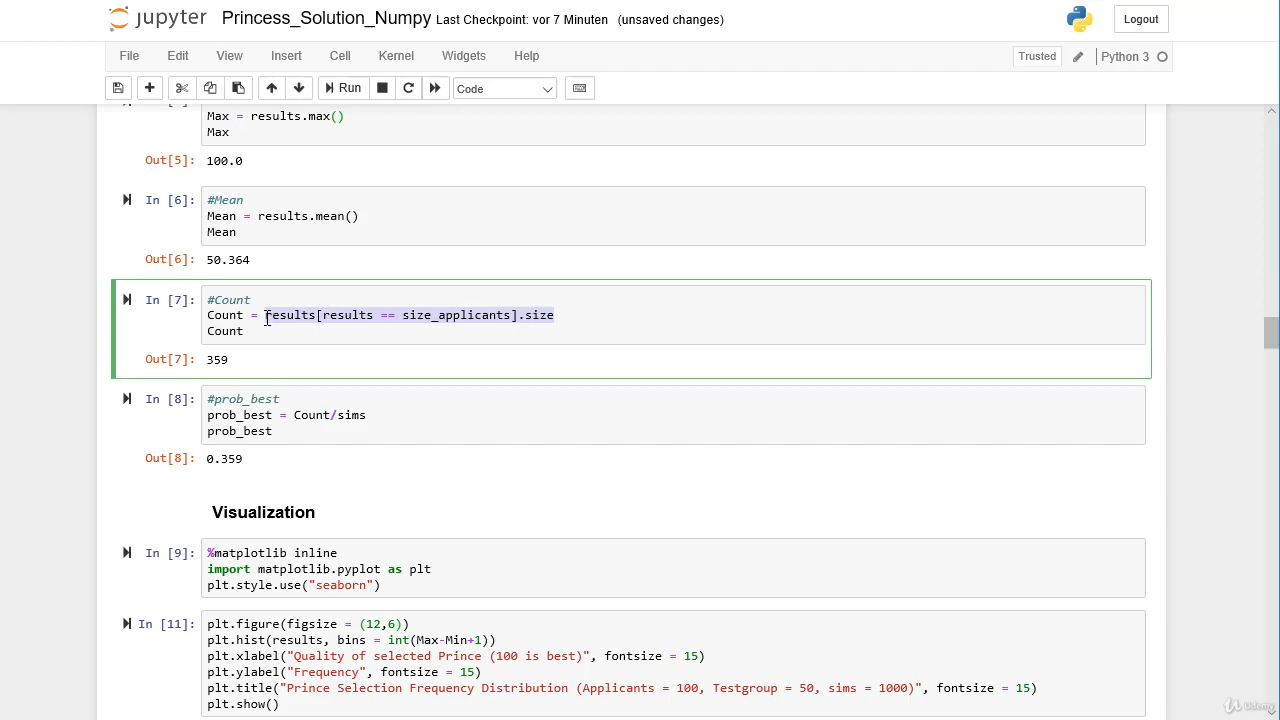 jupyter Princess_Solution_Numpy Last Checkpoint: vor 7 Minuten (unsaved changes) Logout
File Edit View Insert Cell Kernel Widgets Help Trusted Python 3
Run Code
Max = results.max()
Max
Out[5]: 100.0
In [6]: #Mean
Mean = results.mean()
Mean
Out[6]: 50.364
In [7]: #Count
Count = results[results == size_applicants].size
Count
Out[7]: 359
In [8]: #prob_best
prob_best = Count/sims
prob_best
Out[8]: 0.359
Visualization
In [9]: %matplotlib inline
import matplotlib.pyplot as plt
plt.style.use("seaborn")
In [11]: plt.figure(figsize = (12,6))
plt.hist(results, bins = int(Max-Min+1))
plt.xlabel("Quality of selected Prince (100 is best)", fontsize = 15)
plt.ylabel("Frequency", fontsize = 15)
plt.title("Prince Selection Frequency Distribution (Applicants = 100, Testgroup = 50, sims = 1000)", fontsize = 15)
plt.show()
Udemy